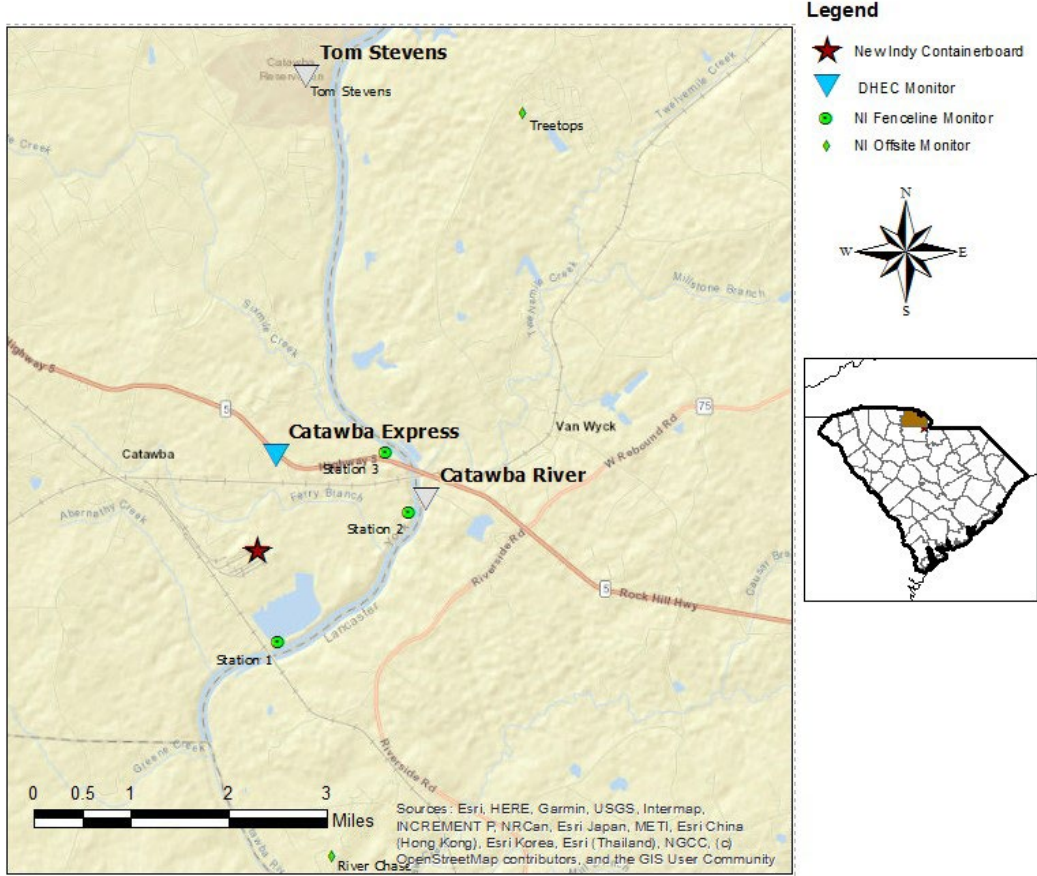 Legend
New Indy Containerboard
DHEC Monitor
NI Fenceline Monitor
NI Offsite Monitor
N
W
E
S
Tom Stevens
Catawba
Tom Stevens
Treetops
Twelvemile Creek
Creek
Sixmile Creek
Twelvemile Creek
Millstone Branch
Highway 5
5
75
Catawba Express
Van Wyck
W Rebound Rd
Catawba
Highway 5
Station 3
Catawba River
Ferry Branch
Abernathy Creek
Station 2
York
Riverside Rd
5
Rock Hill Hwy
Lancaster
Station 1
Greene Creek
Riverside Rd
0 0.5 1 2 3
Miles
River Chase
Sources: Esri, HERE, Garmin, USGS, Intermap,
INCREMENT P, NRCan, Esri Japan, METI, Esri China
(Hong Kong), Esri Korea, Esri (Thailand), NGCC, (c)
OpenStreetMap contributors, and the GIS User Community